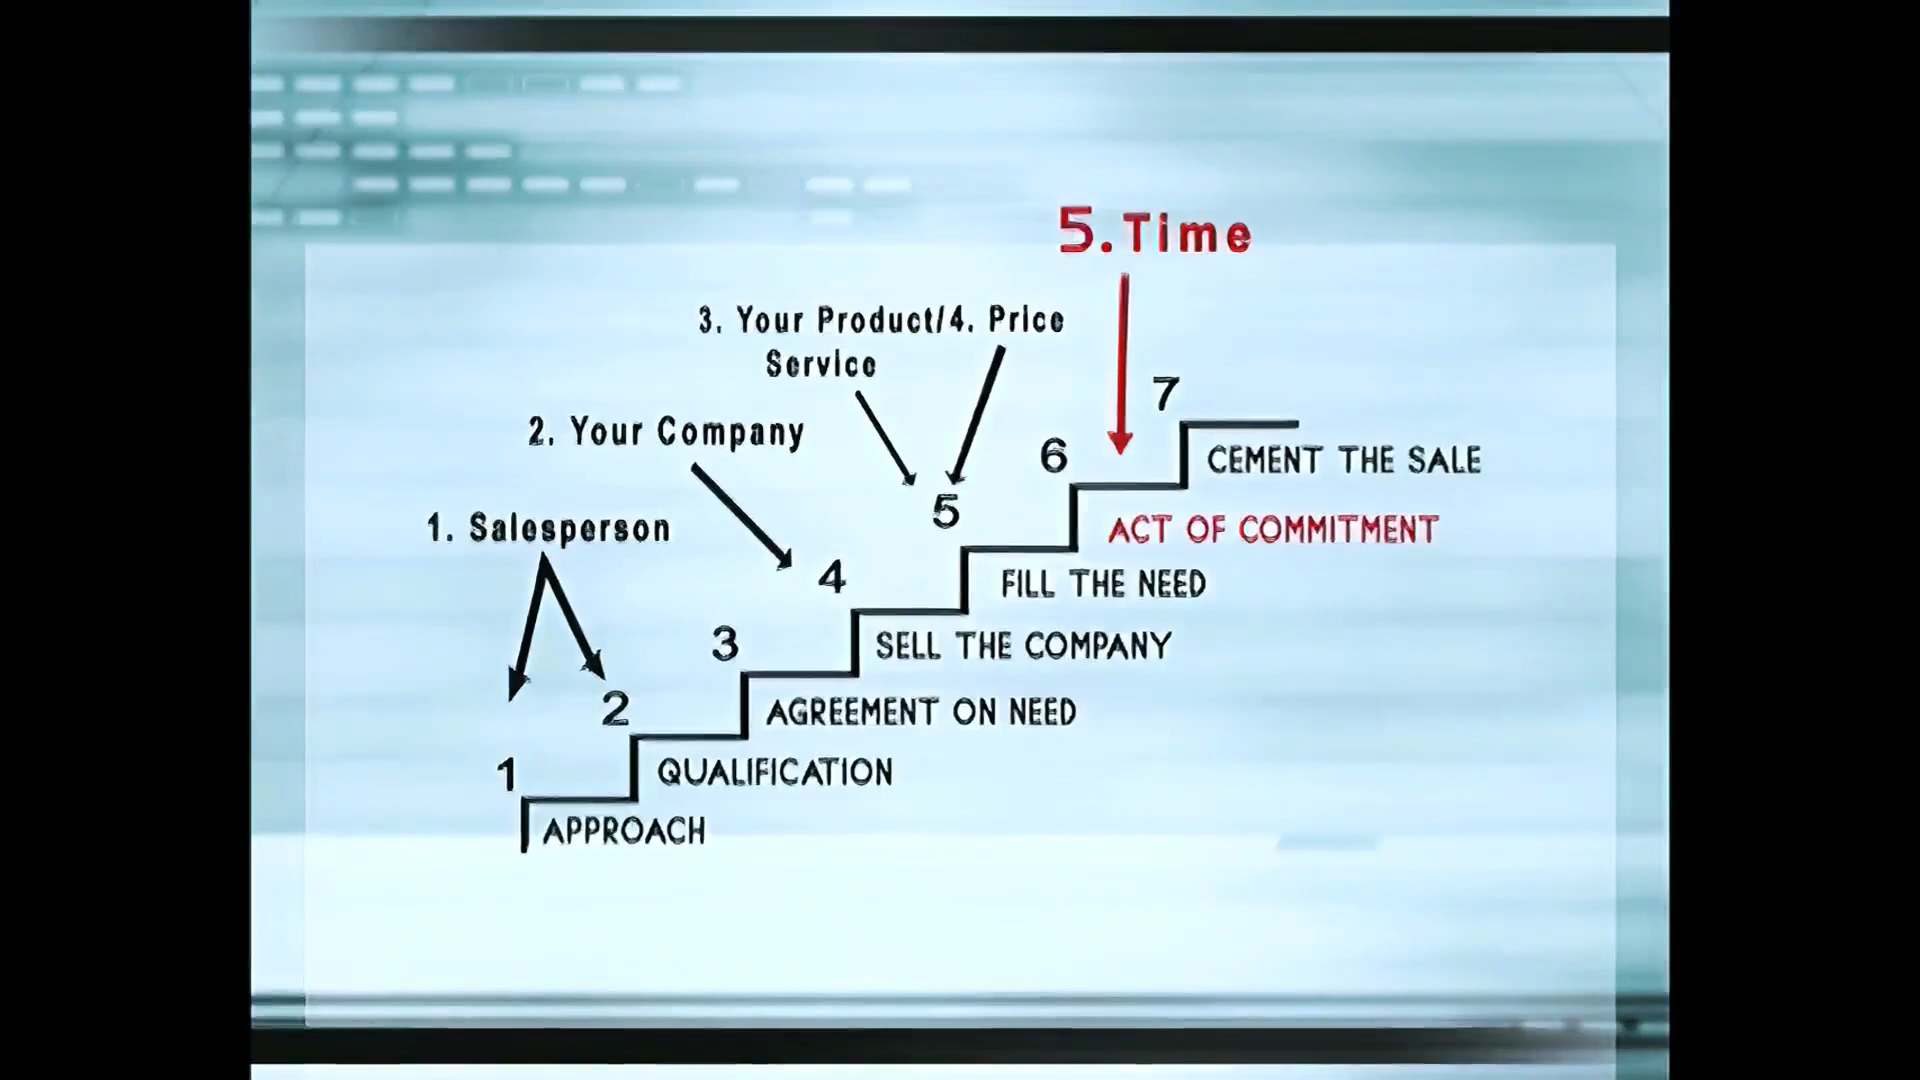 5. Time
3. Your Product/4. Price
Service
7
2. Your Company
6
CEMENT THE SALE
5
1. Salesperson
ACT OF COMMITMENT
4
FILL THE NEED
3
SELL THE COMPANY
2
AGREEMENT ON NEED
1
QUALIFICATION
APPROACH